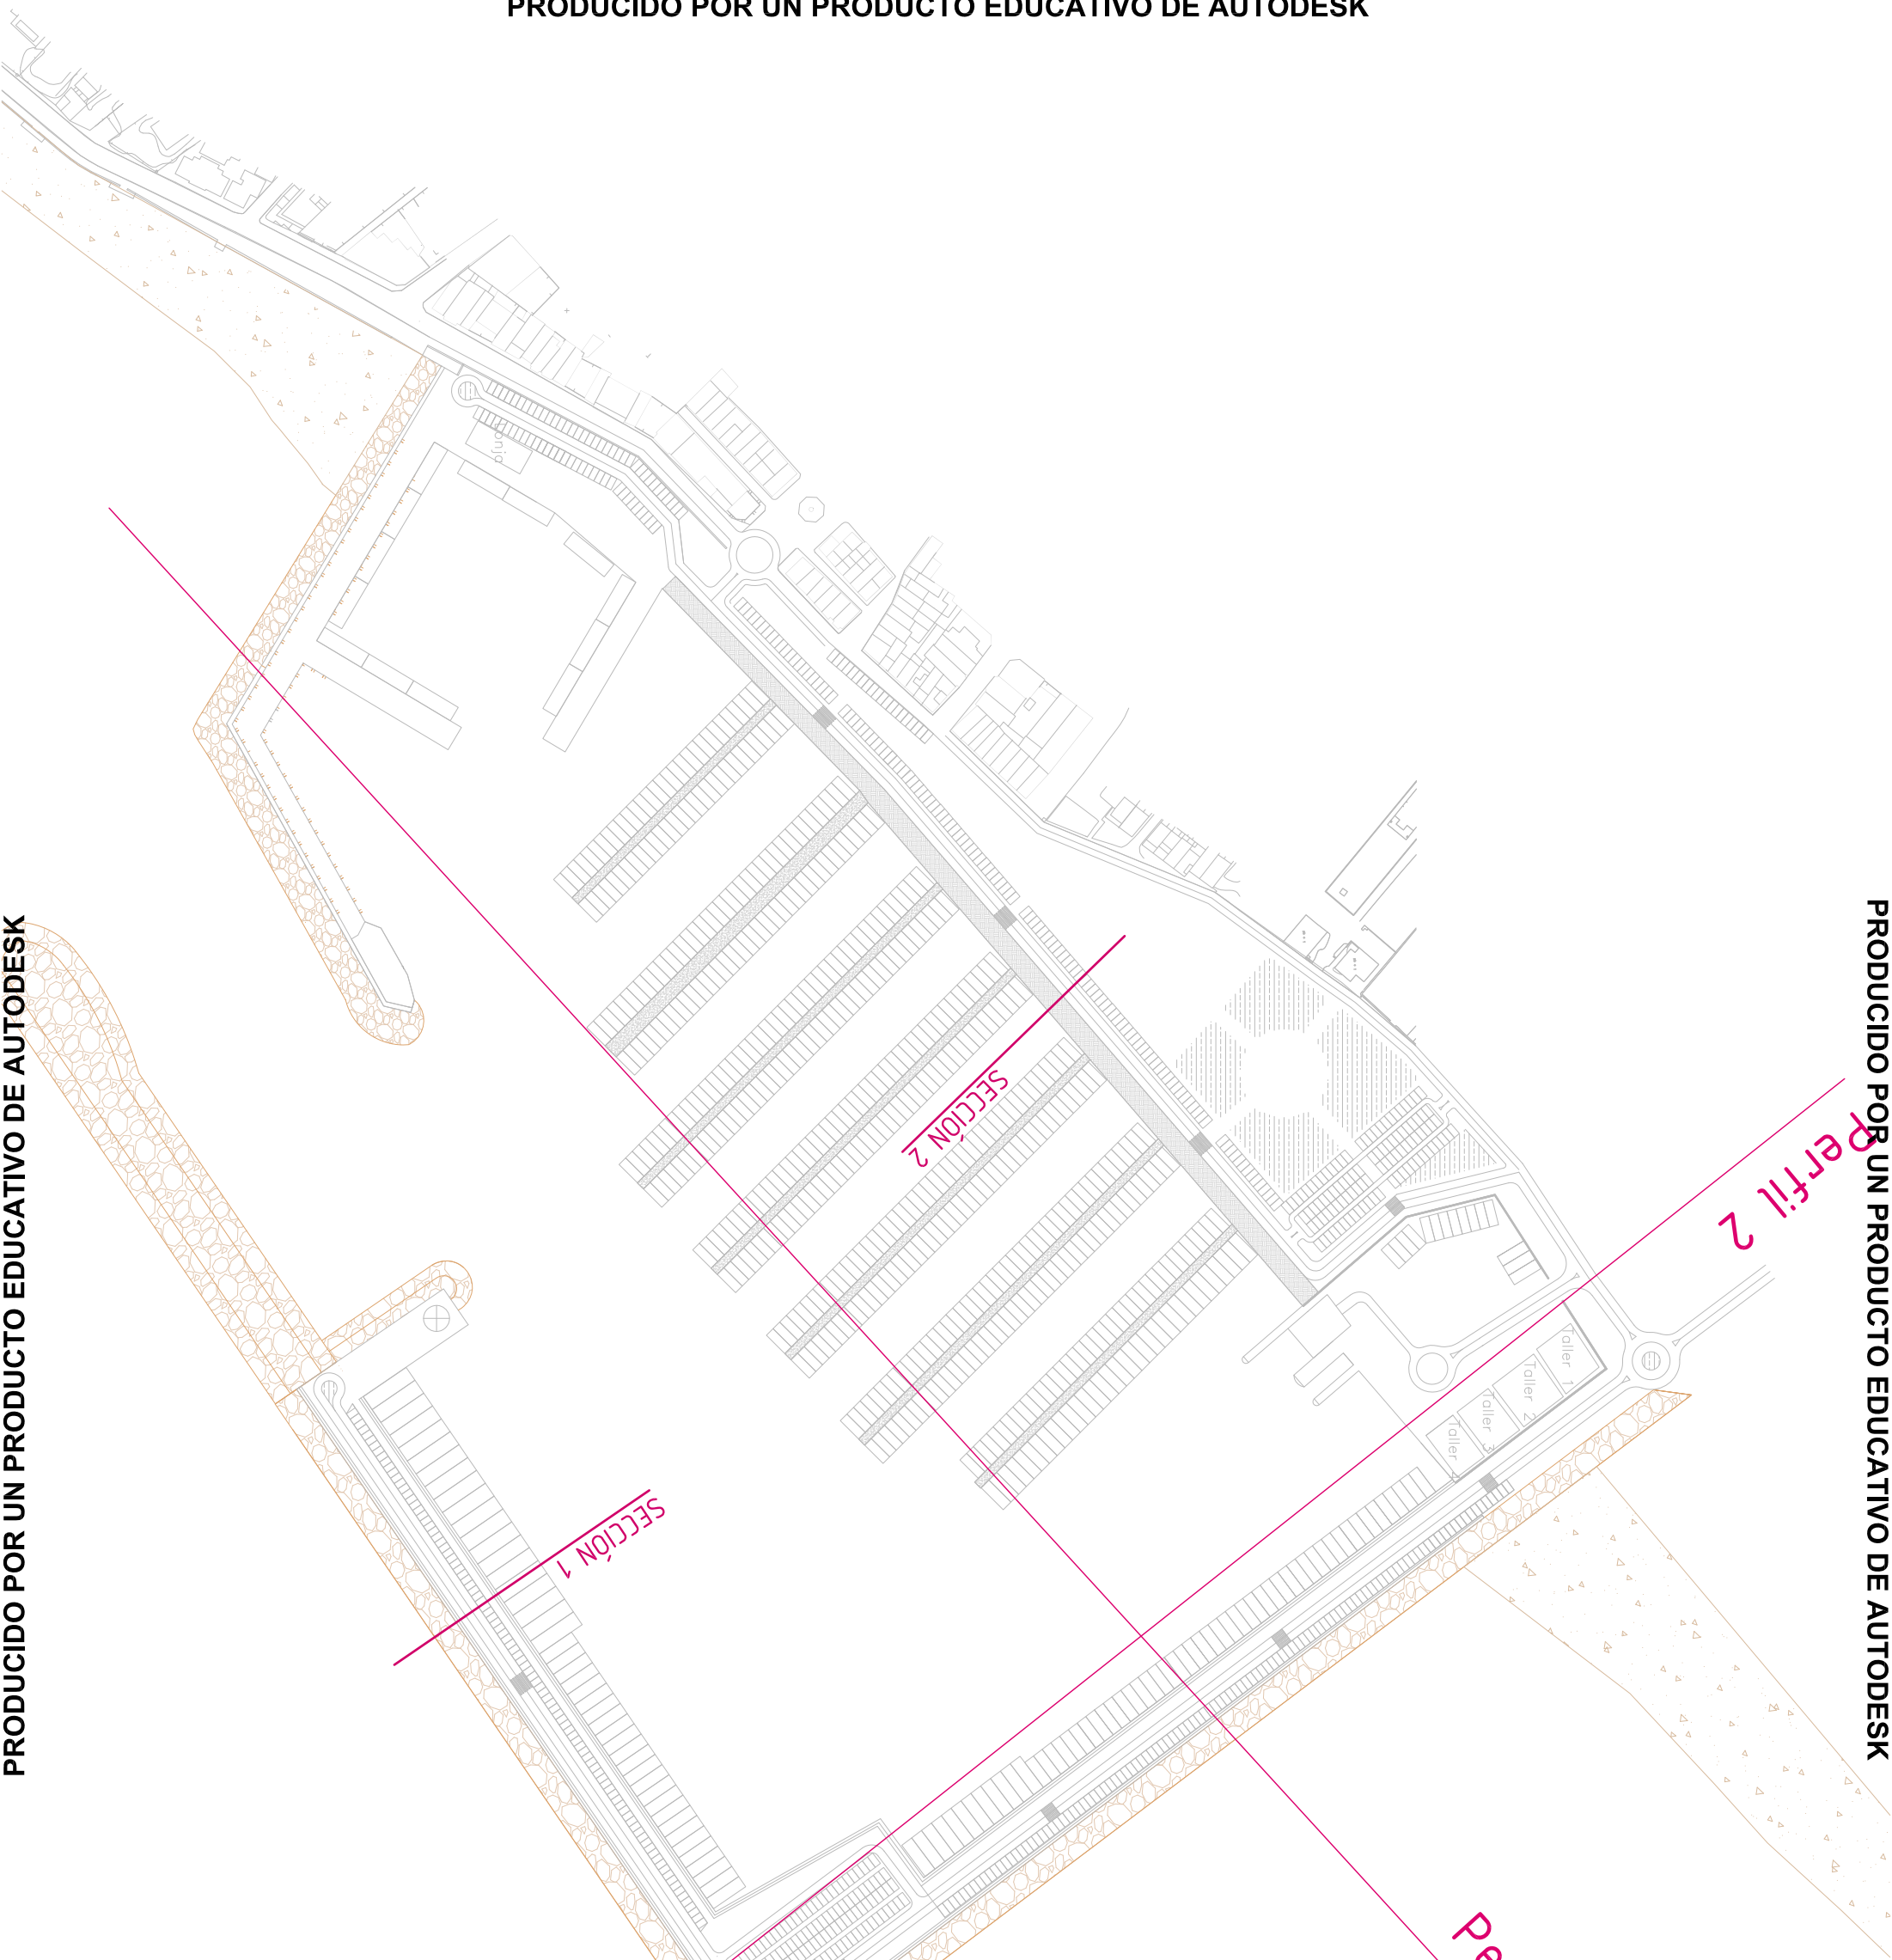 PRODUCIDO POR UN PRODUCTO EDUCATIVO DE AUTODESK
Lonja
PRODUCIDO POR UN PRODUCTO EDUCATIVO DE AUTODESK
PRODUCIDO POR UN PRODUCTO EDUCATIVO DE AUTODESK
SECCIÓN 2
Perfil 2
Taller 1
Taller 2
Taller 3
Taller 4
SECCIÓN 1
Pe